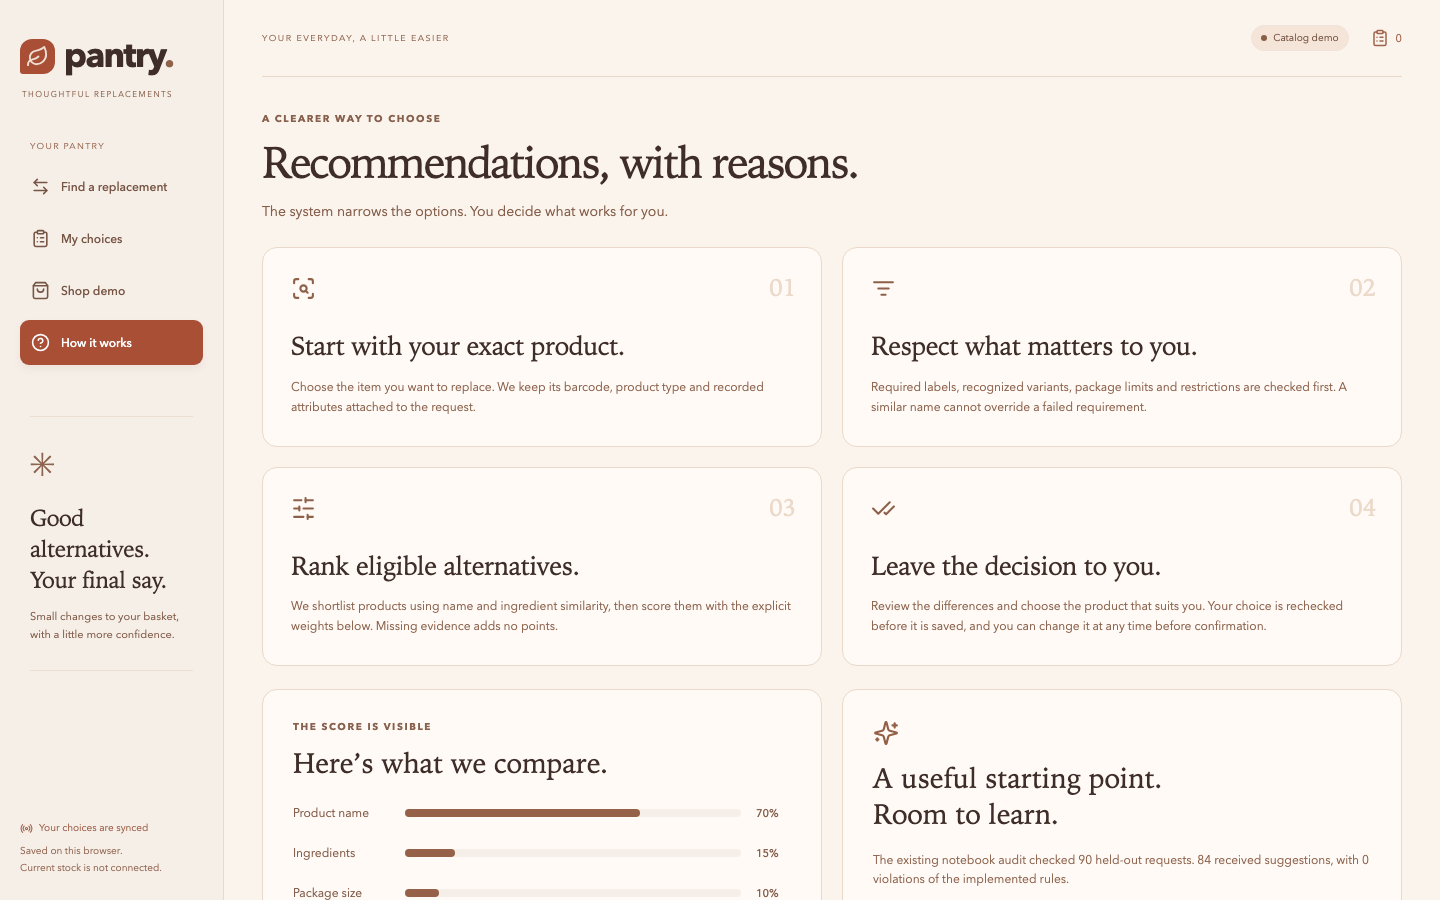 pantry.
THOUGHTFUL REPLACEMENTS
YOUR PANTRY
Find a replacement
My choices
Shop demo
How it works
Good
alternatives.
Your final say.
Small changes to your basket,
with a little more confidence.
Your choices are synced
Saved on this browser.
Current stock is not connected.
YOUR EVERYDAY, A LITTLE EASIER
Catalog demo
0
A CLEARER WAY TO CHOOSE
Recommendations, with reasons.
The system narrows the options. You decide what works for you.
01
Start with your exact product.
Choose the item you want to replace. We keep its barcode, product type and recorded
attributes attached to the request.
02
Respect what matters to you.
Required labels, recognized variants, package limits and restrictions are checked first. A
similar name cannot override a failed requirement.
03
Rank eligible alternatives.
We shortlist products using name and ingredient similarity, then score them with the explicit
weights below. Missing evidence adds no points.
04
Leave the decision to you.
Review the differences and choose the product that suits you. Your choice is rechecked
before it is saved, and you can change it at any time before confirmation.
THE SCORE IS VISIBLE
Here's what we compare.
Product name 70%
Ingredients 15%
Package size 10%
A useful starting point.
Room to learn.
The existing notebook audit checked 90 held-out requests. 84 received suggestions, with 0
violations of the implemented rules.